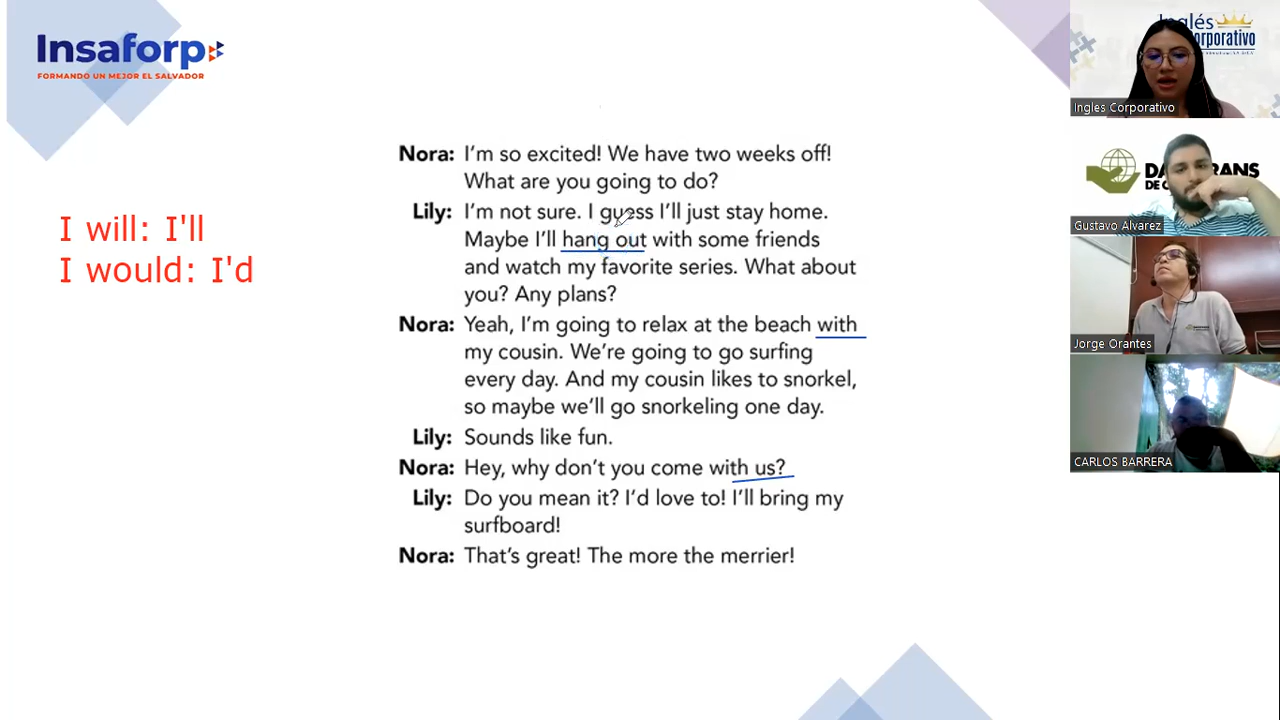 Insaforp
FORMANDO UN MEJOR EL SALVADOR
I will: I'll
I would: I'd
Nora: I'm so excited! We have two weeks off!
What are you going to do?
Lily: I'm not sure. I guess I'll just stay home.
Maybe I'll hang out with some friends
and watch my favorite series. What about
you? Any plans?
Nora: Yeah, I'm going to relax at the beach with
my cousin. We're going to go surfing
every day. And my cousin likes to snorkel,
so maybe we'll go snorkeling one day.
Lily: Sounds like fun.
Nora: Hey, why don't you come with us?
Lily: Do you mean it? I'd love to! I'll bring my
surfboard!
Nora: That's great! The more the merrier!
Inglés
Corporativo
Ingles Corporativo
Gustavo Alvarez
Jorge Orantes
CARLOS BARRERA